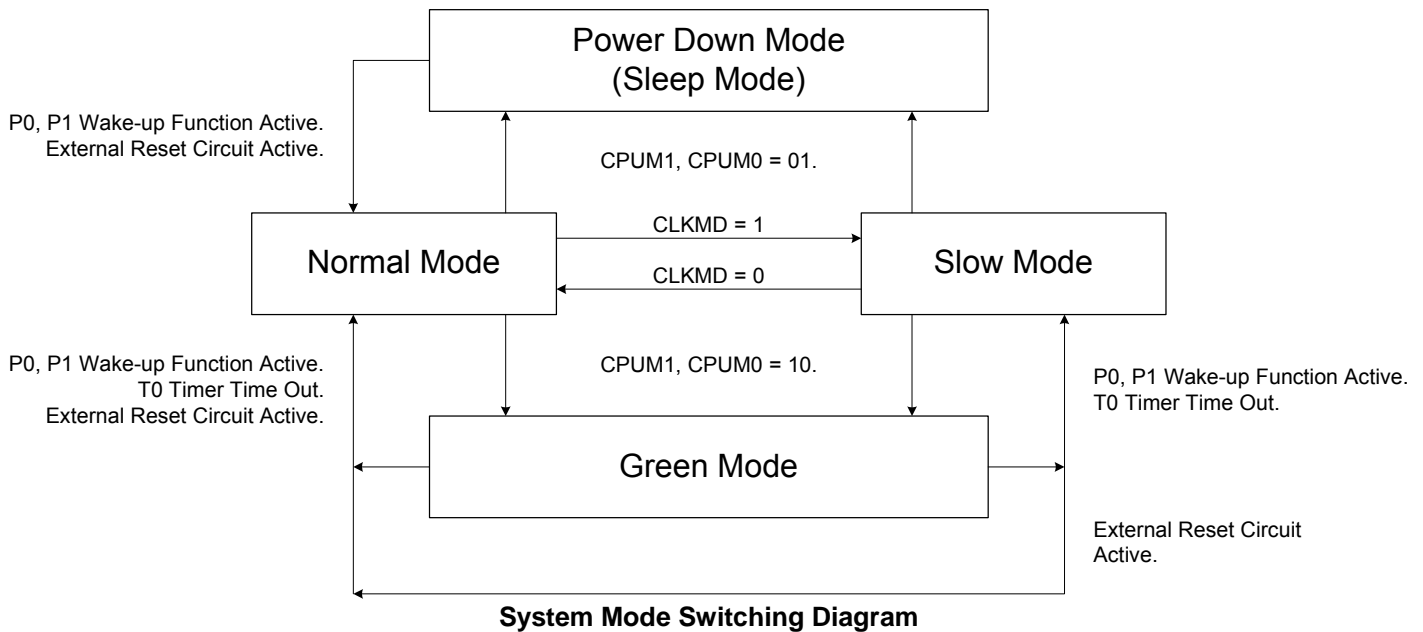 Power Down Mode
(Sleep Mode)
P0, P1 Wake-up Function Active.
External Reset Circuit Active.
CPUM1, CPUM0 = 01.
CLKMD = 1
Normal Mode
Slow Mode
CLKMD = 0
P0, P1 Wake-up Function Active.
T0 Timer Time Out.
External Reset Circuit Active.
CPUM1, CPUM0 = 10.
P0, P1 Wake-up Function Active.
T0 Timer Time Out.
Green Mode
External Reset Circuit
Active.
System Mode Switching Diagram